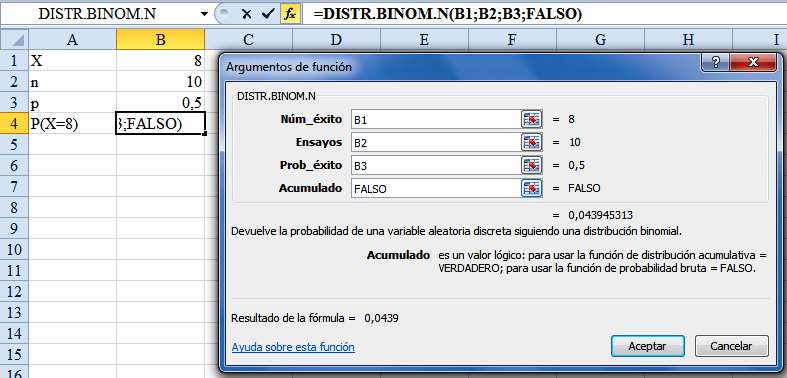 DISTR.BINOM.N fx =DISTR.BINOM.N(B1;B2;B3;FALSO)
A B C D E F G H I
1 X 8
2 n 10
3 p 0,5
4 P(X=8) 3;FALSO)
5
6
7
8
9
10
11
12
13
14
15
16
Argumentos de función
DISTR.BINOM.N
Núm_éxito B1 = 8
Ensayos B2 = 10
Prob_éxito B3 = 0,5
Acumulado FALSO = FALSO
= 0,043945313
Devuelve la probabilidad de una variable aleatoria discreta siguiendo una distribución binomial.
Acumulado es un valor lógico: para usar la función de distribución acumulativa =
VERDADERO; para usar la función de probabilidad bruta = FALSO.
Resultado de la fórmula = 0,0439
Ayuda sobre esta función
Aceptar Cancelar